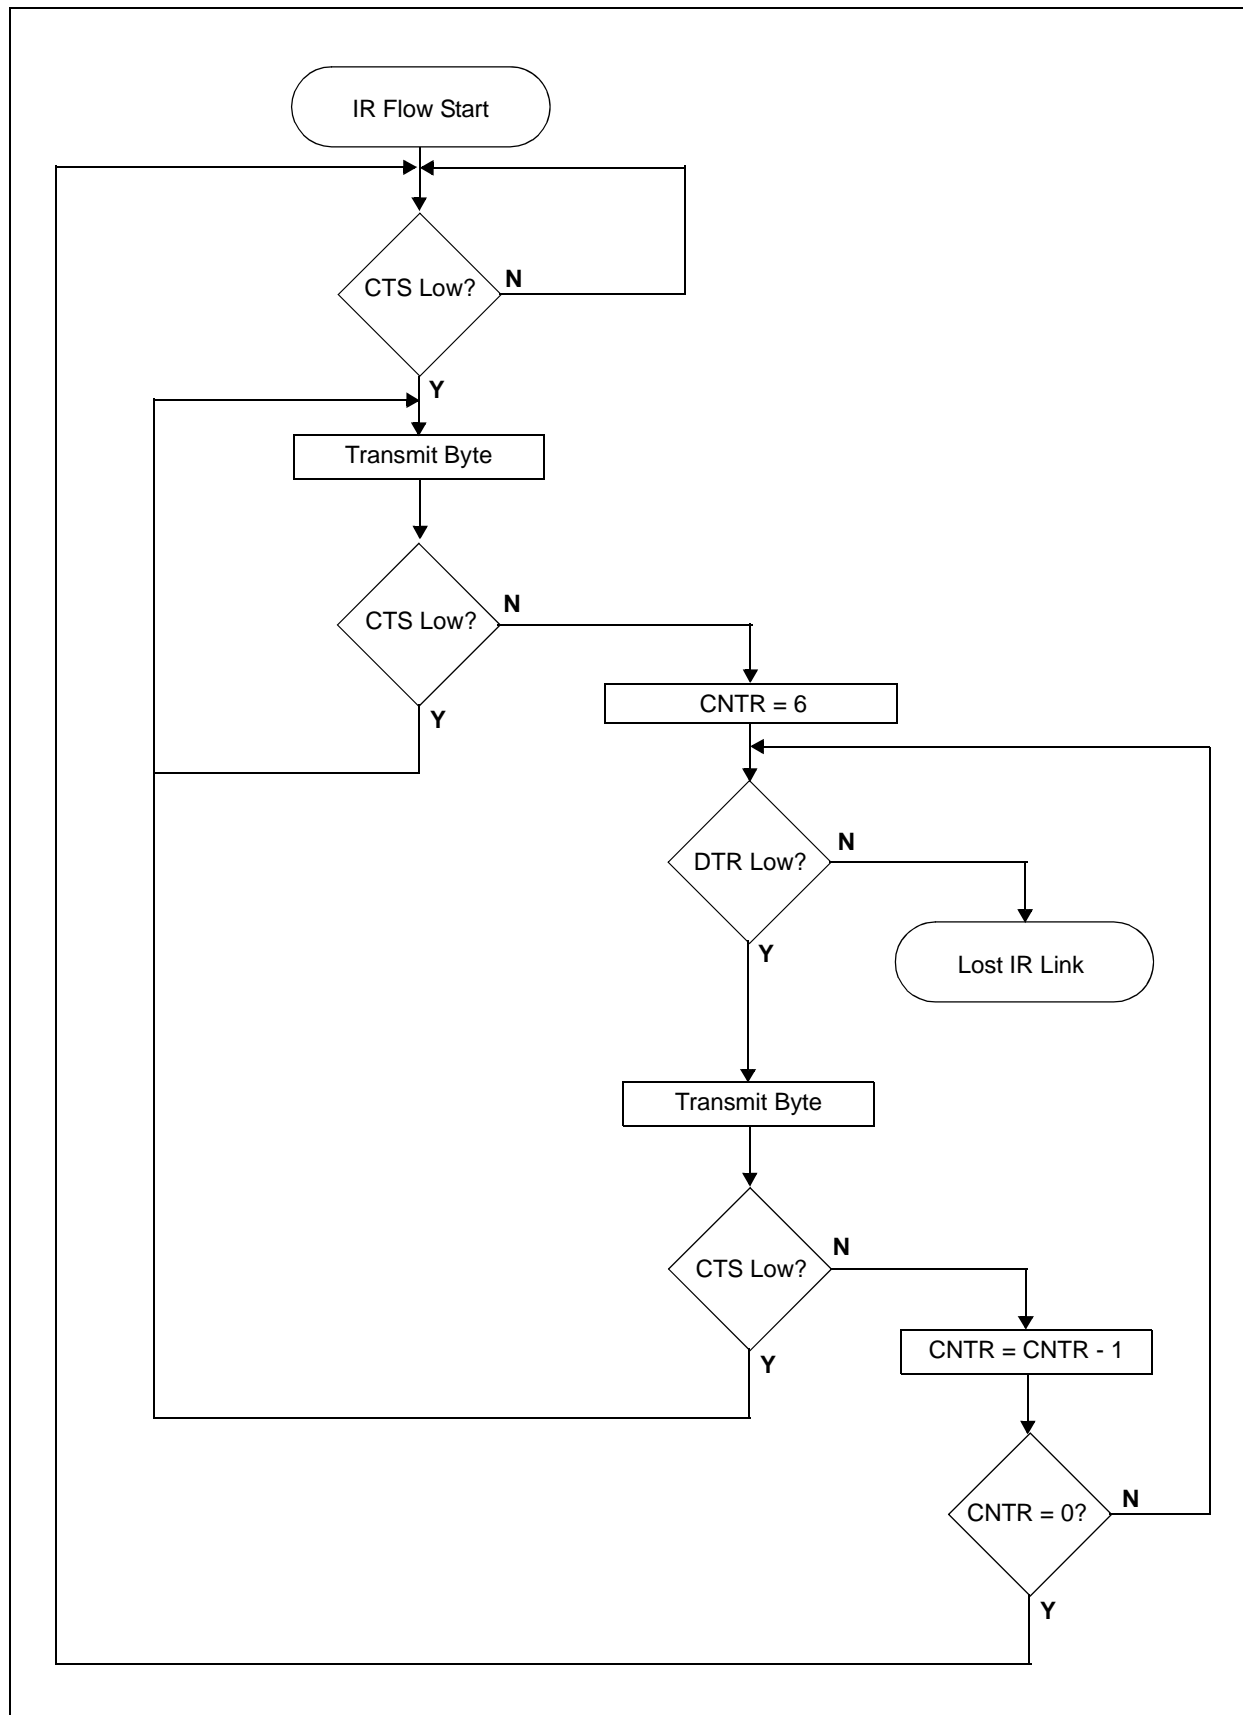 IR Flow Start
CTS Low?
N
Y
Transmit Byte
CTS Low?
N
Y
CNTR = 6
DTR Low?
N
Y
Lost IR Link
Transmit Byte
CTS Low?
N
Y
CNTR = CNTR - 1
CNTR = 0?
N
Y